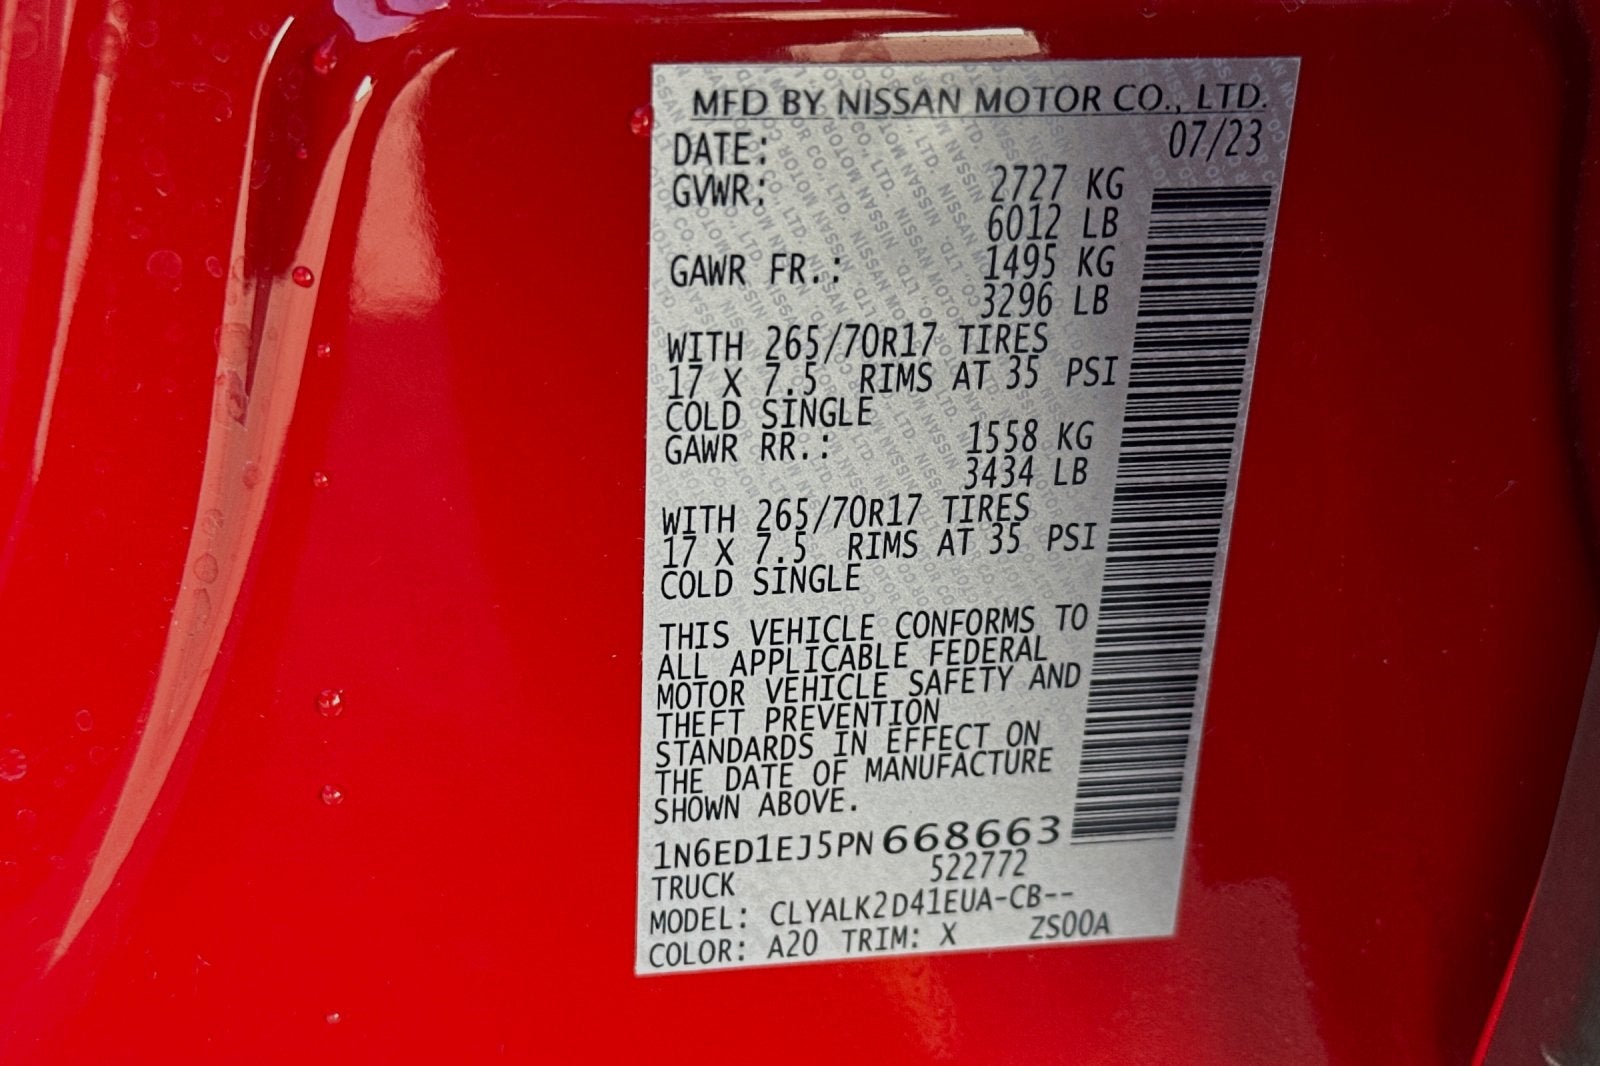 MFD BY NISSAN MOTOR CO., LTD.
DATE: 07/23
GVWR: 2727 KG
6012 LB
GAWR FR.: 1495 KG
3296 LB
WITH 265/70R17 TIRES
17 X 7.5 RIMS AT 35 PSI
COLD SINGLE
GAWR RR.: 1558 KG
3434 LB
WITH 265/70R17 TIRES
17 X 7.5 RIMS AT 35 PSI
COLD SINGLE
THIS VEHICLE CONFORMS TO
ALL APPLICABLE FEDERAL
MOTOR VEHICLE SAFETY AND
THEFT PREVENTION
STANDARDS IN EFFECT ON
THE DATE OF MANUFACTURE
SHOWN ABOVE.
1N6ED1EJ5PN668663
TRUCK 522772
MODEL: CLYALK2D41EUA-CB--
COLOR: A20 TRIM: X ZS00A